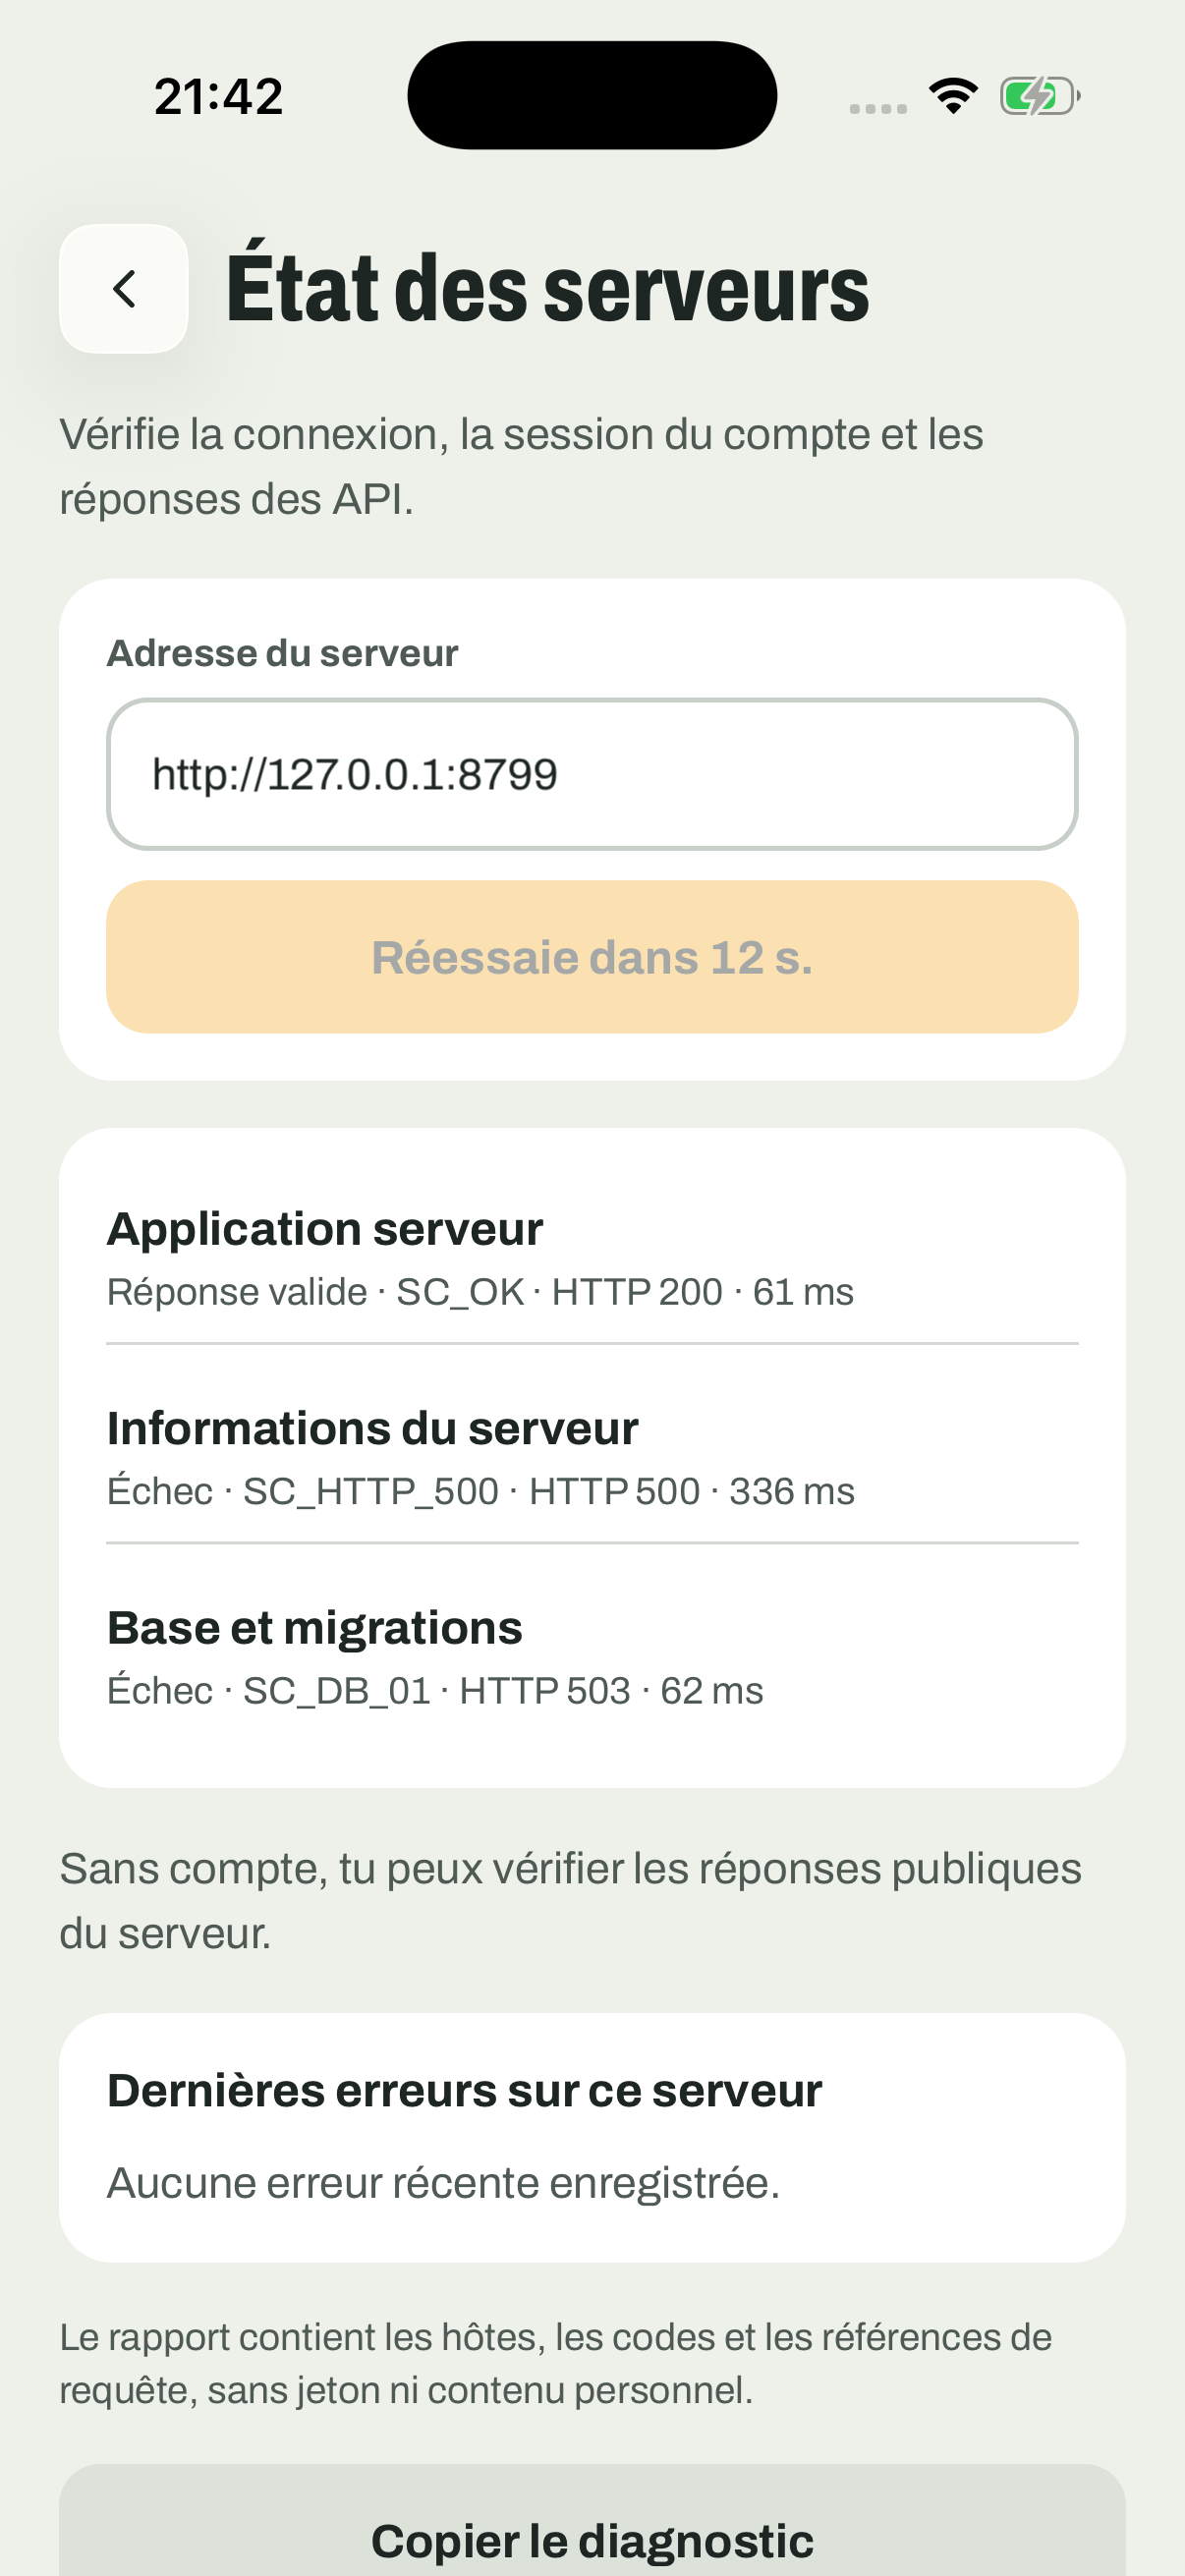 21:42
État des serveurs
Vérifie la connexion, la session du compte et les
réponses des API.
Adresse du serveur
http://127.0.0.1:8799
Réessaie dans 12 s.
Application serveur
Réponse valide · SC_OK · HTTP 200 · 61 ms
Informations du serveur
Échec · SC_HTTP_500 · HTTP 500 · 336 ms
Base et migrations
Échec · SC_DB_01 · HTTP 503 · 62 ms
Sans compte, tu peux vérifier les réponses publiques
du serveur.
Dernières erreurs sur ce serveur
Aucune erreur récente enregistrée.
Le rapport contient les hôtes, les codes et les références de
requête, sans jeton ni contenu personnel.
Copier le diagnostic